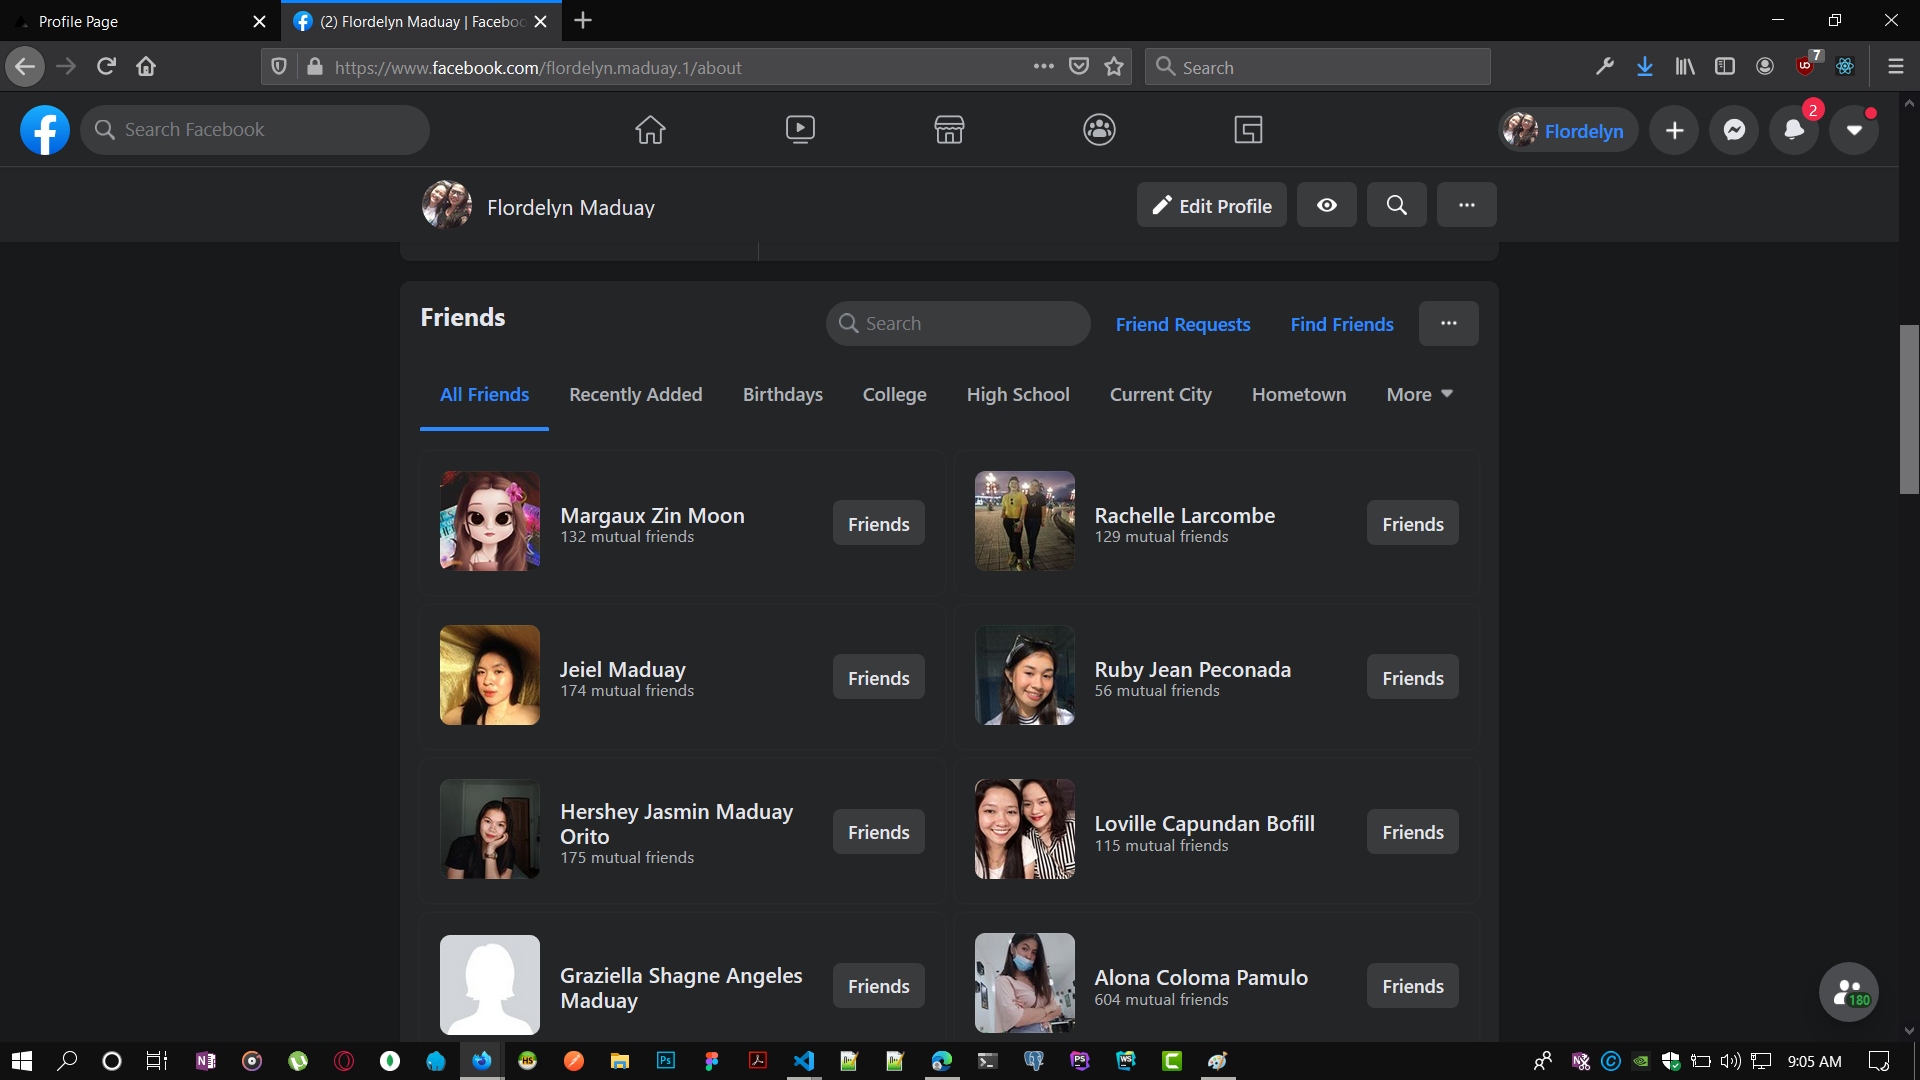 Profile Page
(2) Flordelyn Maduay | Faceboo
https://www.facebook.com/flordelyn.maduay.1/about
Search
7
Search Facebook
Flordelyn
2
Flordelyn Maduay
Edit Profile
Friends
Search
Friend Requests
Find Friends
All Friends
Recently Added
Birthdays
College
High School
Current City
Hometown
More
Margaux Zin Moon
132 mutual friends
Friends
Rachelle Larcombe
129 mutual friends
Friends
Jeiel Maduay
174 mutual friends
Friends
Ruby Jean Peconada
56 mutual friends
Friends
Hershey Jasmin Maduay
Orito
175 mutual friends
Friends
Loville Capundan Bofill
115 mutual friends
Friends
Graziella Shagne Angeles
Maduay
Friends
Alona Coloma Pamulo
604 mutual friends
Friends
180
HS
Ps
PS
WS
9:05 AM